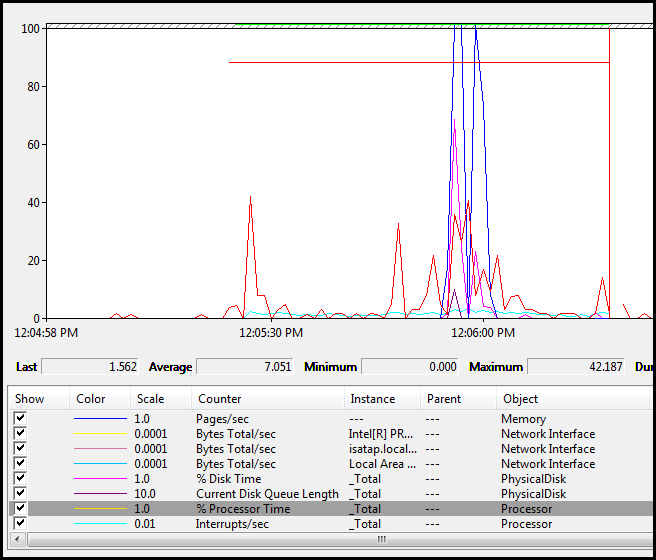 100
80
60
40
20
0
12:04:58 PM 12:05:30 PM 12:06:00 PM
Last 1.562 Average 7.051 Minimum 0.000 Maximum 42.187 Dur
Show Color Scale Counter Instance Parent Object
1.0 Pages/sec --- --- Memory
0.0001 Bytes Total/sec Intel[R] PR... --- Network Interface
0.0001 Bytes Total/sec isatap.local... --- Network Interface
0.0001 Bytes Total/sec Local Area ... --- Network Interface
1.0 % Disk Time _Total --- PhysicalDisk
10.0 Current Disk Queue Length _Total --- PhysicalDisk
1.0 % Processor Time _Total --- Processor
0.01 Interrupts/sec _Total --- Processor